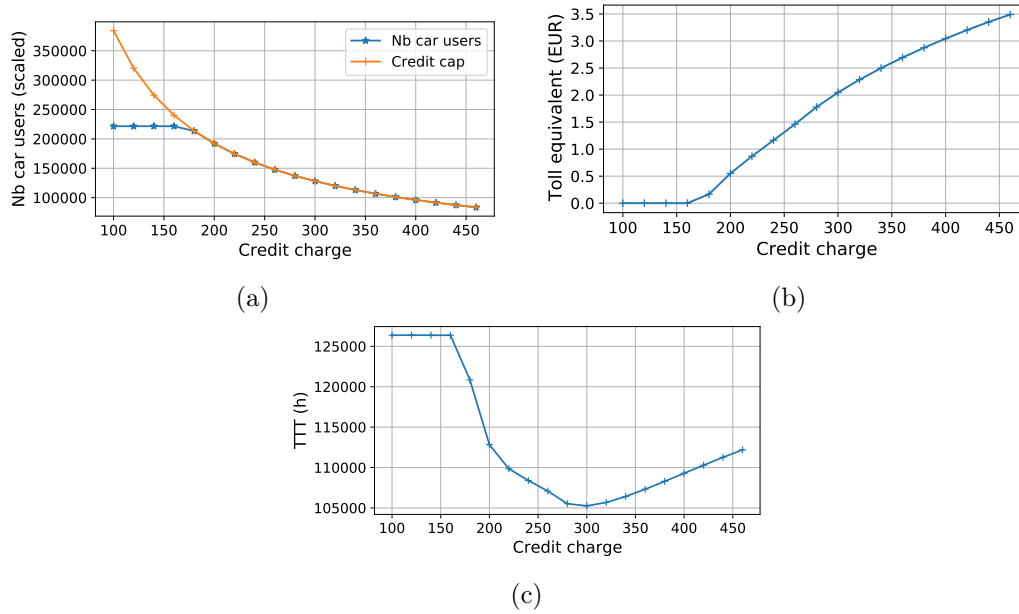 Nb car users (scaled)
350000
300000
250000
200000
150000
100000
Nb car users
Credit cap
100 150 200 250 300 350 400 450
Credit charge
(a)
Toll equivalent (EUR)
3.5
3.0
2.5
2.0
1.5
1.0
0.5
0.0
100 150 200 250 300 350 400 450
Credit charge
(b)
TTT (h)
125000
120000
115000
110000
105000
100 150 200 250 300 350 400 450
Credit charge
(c)